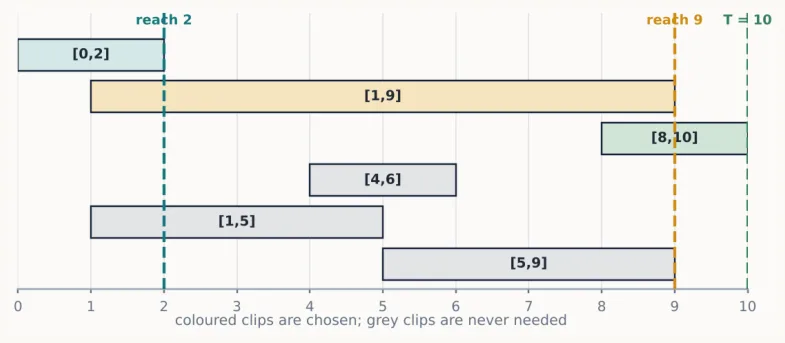 reach 2 reach 9 T = 10
[0,2]
[1,9]
[8,10]
[4,6]
[1,5]
[5,9]
0 1 2 3 4 5 6 7 8 9 10
coloured clips are chosen; grey clips are never needed